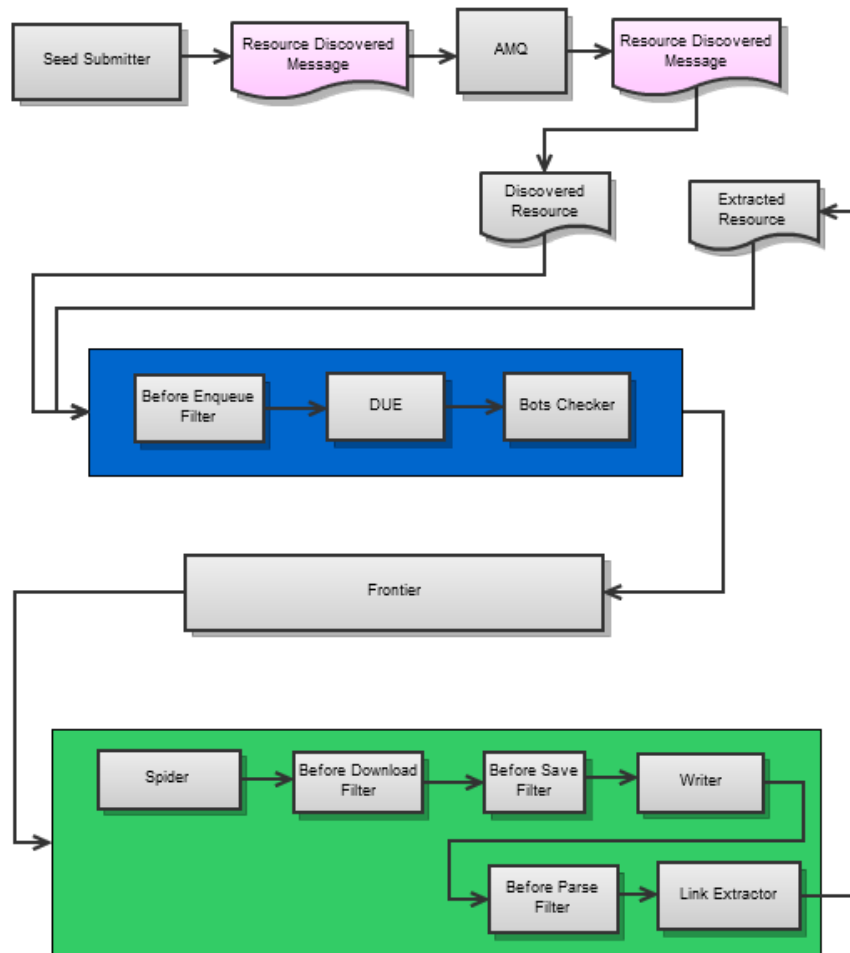 Seed Submitter
Resource Discovered
Message
AMQ
Resource Discovered
Message
Discovered
Resource
Extracted
Resource
Before Enqueue
Filter
DUE
Bots Checker
Frontier
Spider
Before Download
Filter
Before Save
Filter
Writer
Before Parse
Filter
Link Extractor